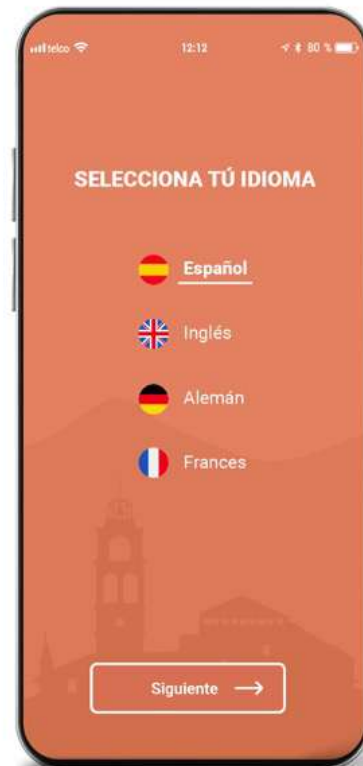 telco 12:12 80 %
SELECCIONA TÚ IDIOMA
Español
Inglés
Alemán
Frances
Siguiente